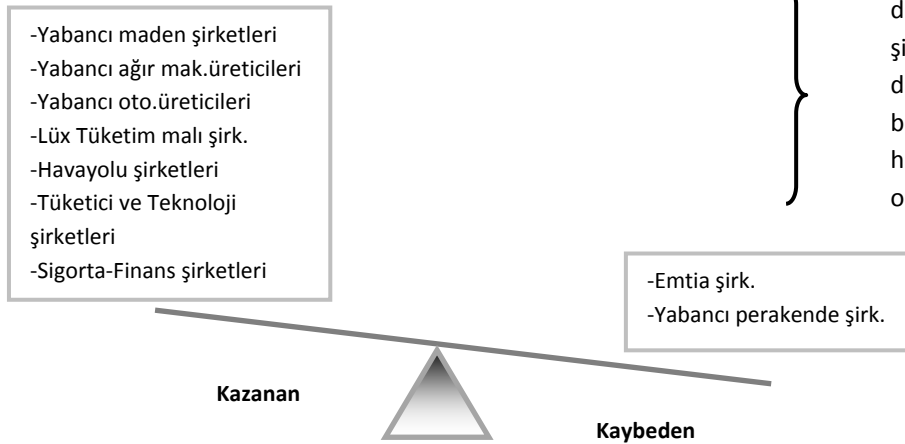 -Yabancı maden şirketleri
-Yabancı ağır mak.üreticileri
-Yabancı oto.üreticileri
-Lüx Tüketim malı şirk.
-Havayolu şirketleri
-Tüketici ve Teknoloji
şirketleri
-Sigorta-Finans şirketleri
-Emtia şirk.
-Yabancı perakende şirk.
Kazanan
Kaybeden